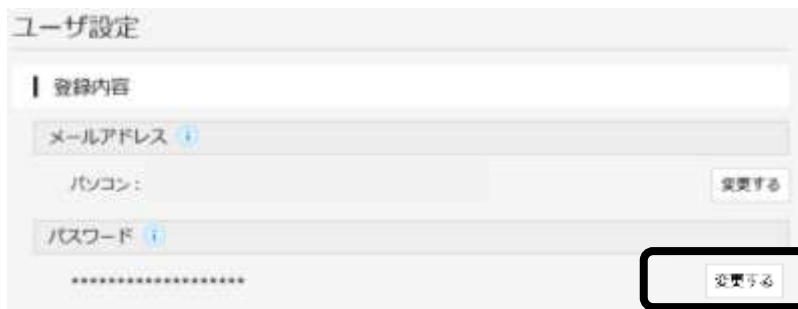 ユーザ設定
登録内容
メールアドレス i
パソコン： 変更する
パスワード i
******************* 変更する